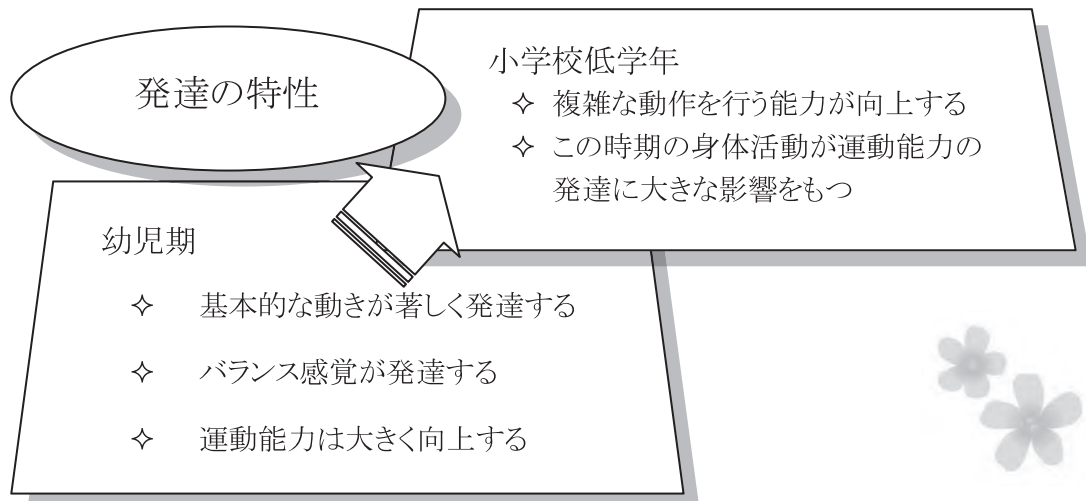 発達の特性
小学校低学年
✧ 複雑な動作を行う能力が向上する
✧ この時期の身体活動が運動能力の
発達に大きな影響をもつ
幼児期
✧ 基本的な動きが著しく発達する
✧ バランス感覚が発達する
✧ 運動能力は大きく向上する